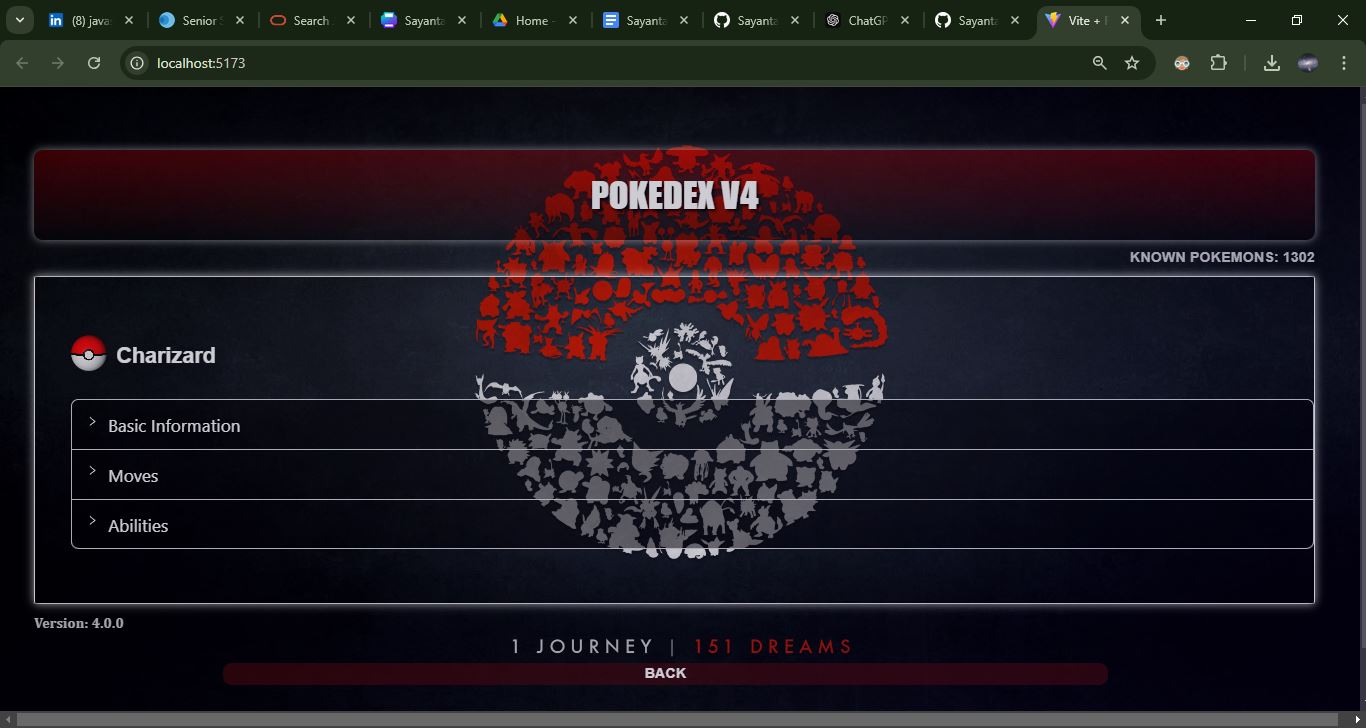 (8) java
Senior S
Search
Sayanta
Home -
Sayanta
Sayanta
ChatGP
Sayanta
Vite + R
localhost:5173
POKEDEX V4
KNOWN POKEMONS: 1302
Charizard
Basic Information
Moves
Abilities
Version: 4.0.0
1 JOURNEY | 151 DREAMS
BACK